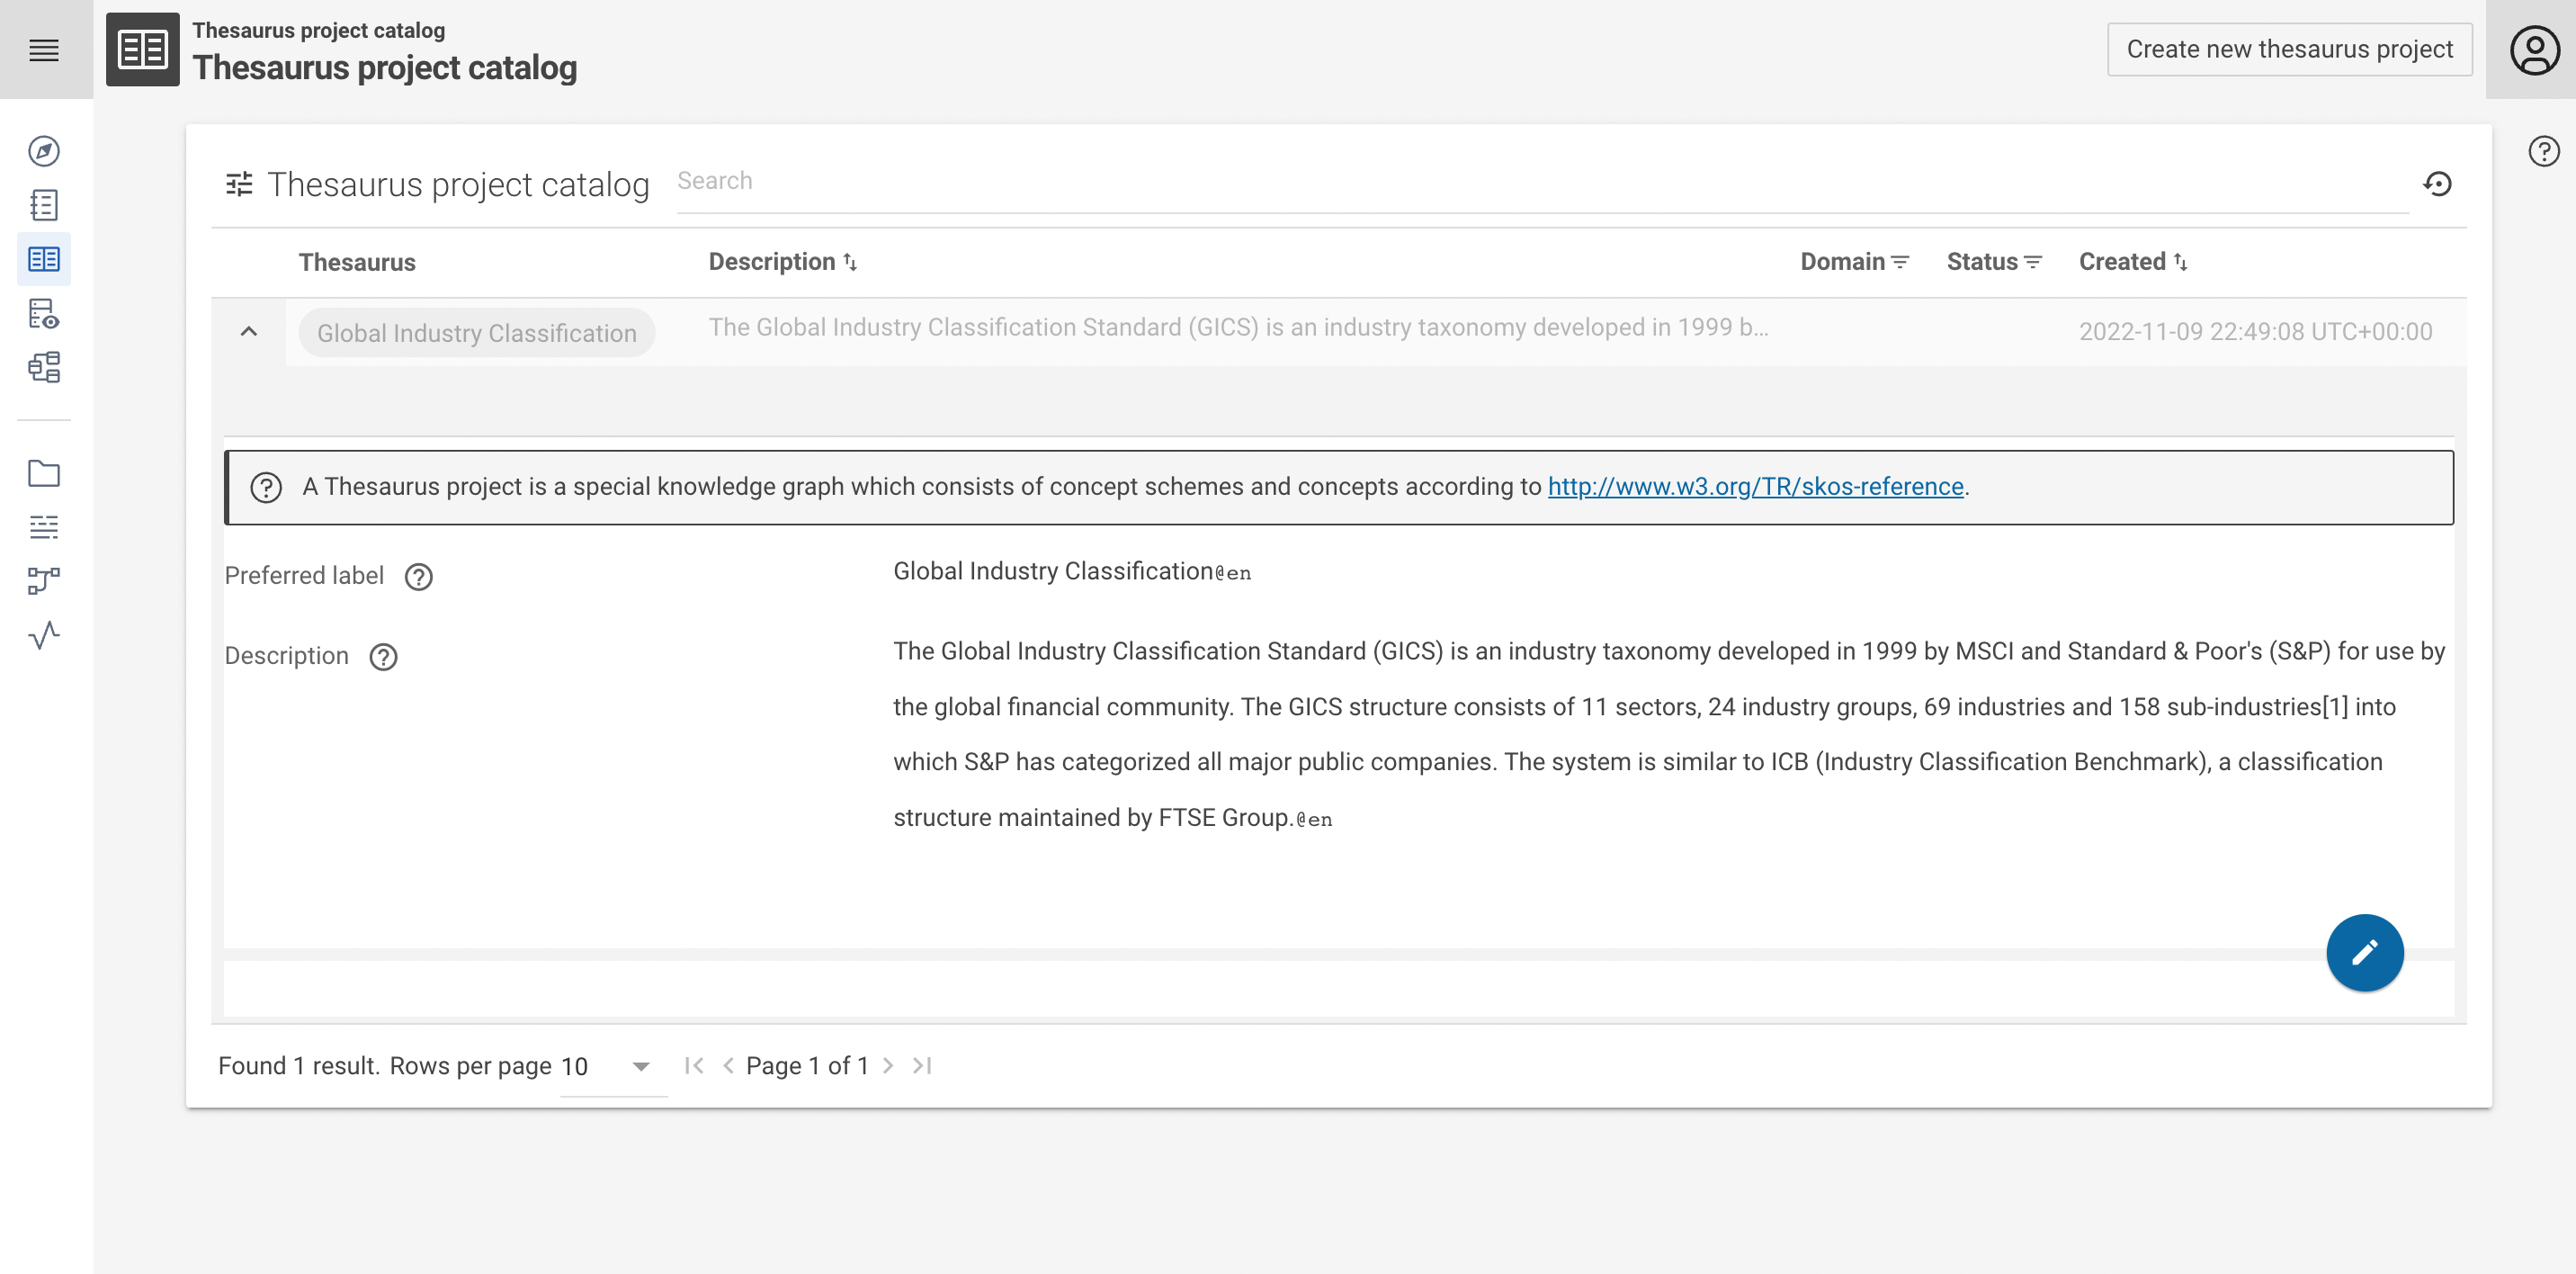 Thesaurus project catalog
Thesaurus project catalog
Create new thesaurus project
Thesaurus project catalog
Search
Thesaurus Description Domain Status Created
Global Industry Classification The Global Industry Classification Standard (GICS) is an industry taxonomy developed in 1999 b... 2022-11-09 22:49:08 UTC+00:00
A Thesaurus project is a special knowledge graph which consists of concept schemes and concepts according to http://www.w3.org/TR/skos-reference.
Preferred label Global Industry Classification@en
Description The Global Industry Classification Standard (GICS) is an industry taxonomy developed in 1999 by MSCI and Standard & Poor's (S&P) for use by
the global financial community. The GICS structure consists of 11 sectors, 24 industry groups, 69 industries and 158 sub-industries[1] into
which S&P has categorized all major public companies. The system is similar to ICB (Industry Classification Benchmark), a classification
structure maintained by FTSE Group.@en
Found 1 result. Rows per page 10 Page 1 of 1